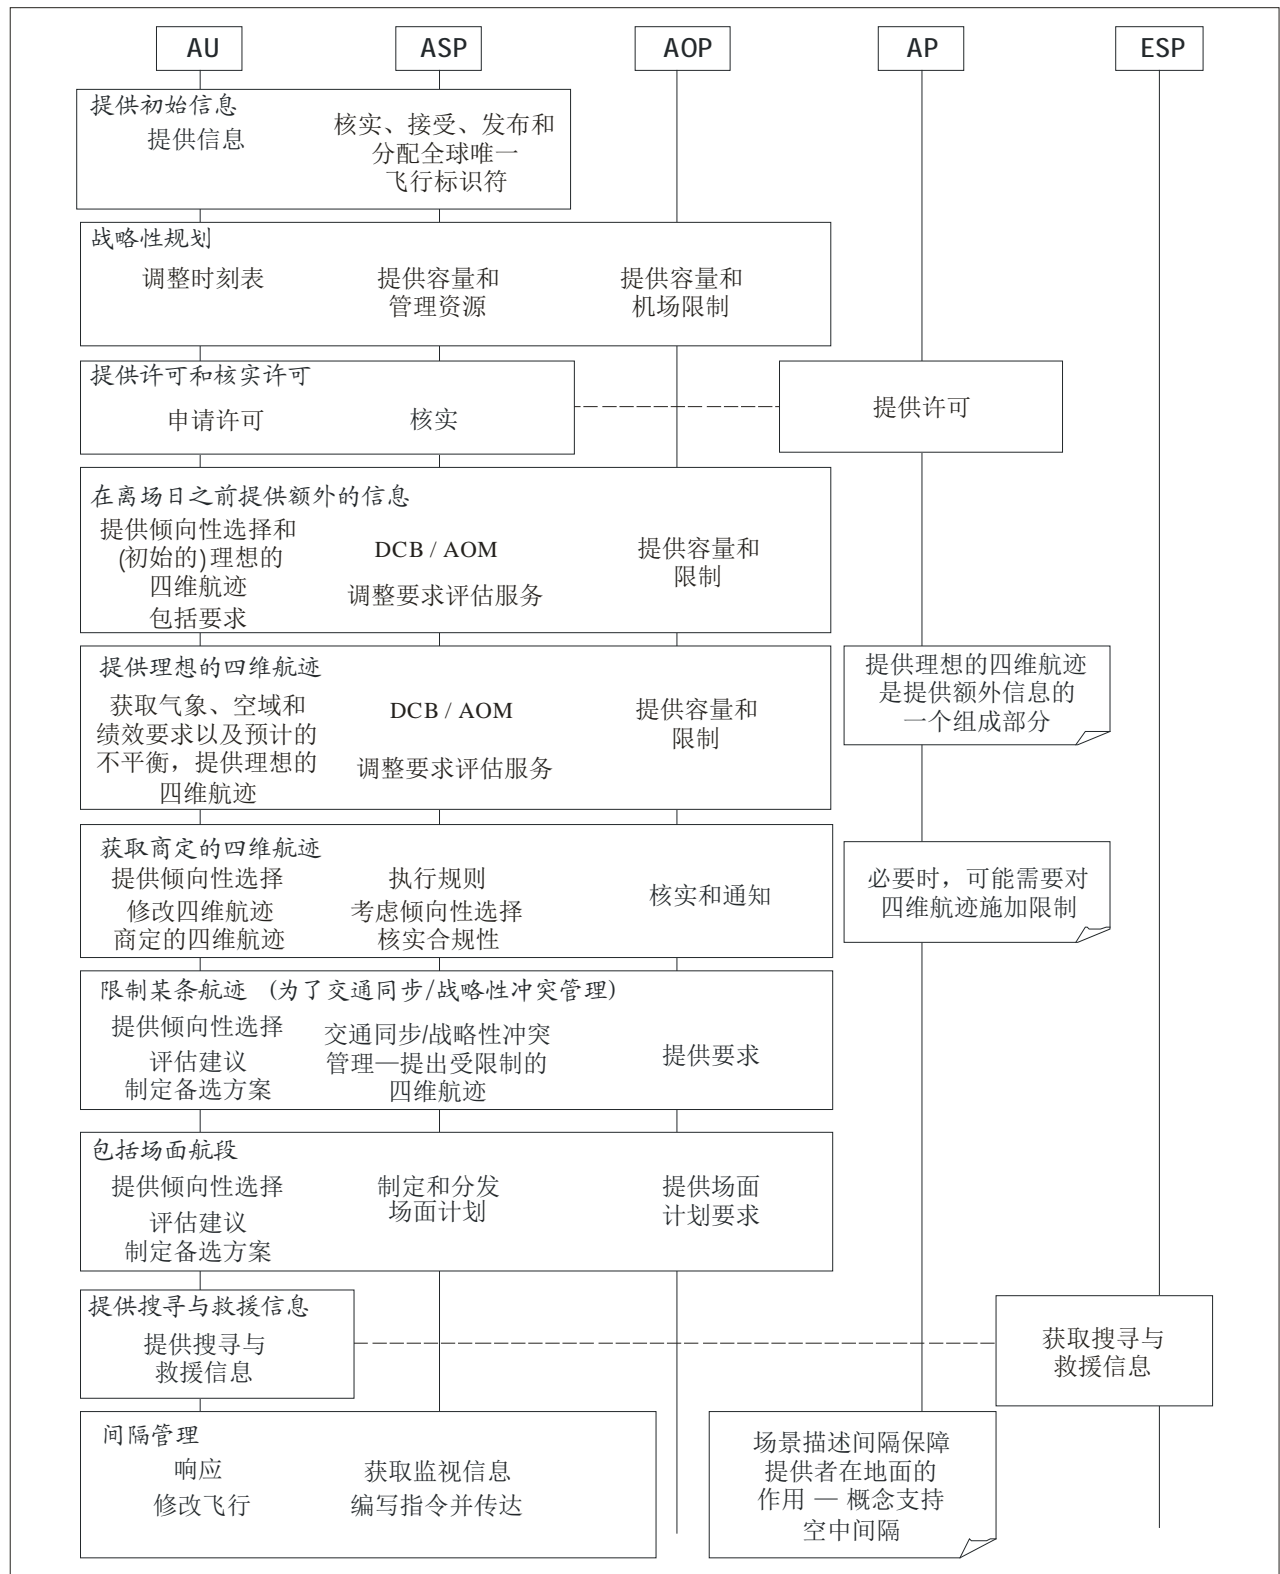 AU
ASP
AOP
AP
ESP
提供初始信息
提供信息
核实、接受、发布和
分配全球唯一
飞行标识符
战略性规划
调整时刻表
提供容量和
管理资源
提供容量和
机场限制
提供许可和核实许可
申请许可
核实
提供许可
在离场日之前提供额外的信息
提供倾向性选择和
(初始的)理想的
四维航迹
包括要求
DCB / AOM
调整要求评估服务
提供容量和
限制
提供理想的四维航迹
获取气象、空域和
绩效要求以及预计的
不平衡，提供理想的
四维航迹
DCB / AOM
调整要求评估服务
提供容量和
限制
提供理想的四维航迹
是提供额外信息的
一个组成部分
获取商定的四维航迹
提供倾向性选择
修改四维航迹
商定的四维航迹
执行规则
考虑倾向性选择
核实合规性
核实和通知
必要时，可能需要对
四维航迹施加限制
限制某条航迹 (为了交通同步/战略性冲突管理)
提供倾向性选择
评估建议
制定备选方案
交通同步/战略性冲突
管理—提出受限制的
四维航迹
提供要求
包括场面航段
提供倾向性选择
评估建议
制定备选方案
制定和分发
场面计划
提供场面
计划要求
提供搜寻与救援信息
提供搜寻与
救援信息
获取搜寻与
救援信息
间隔管理
响应
修改飞行
获取监视信息
编写指令并传达
场景描述间隔保障
提供者在地面的
作用 — 概念支持
空中间隔